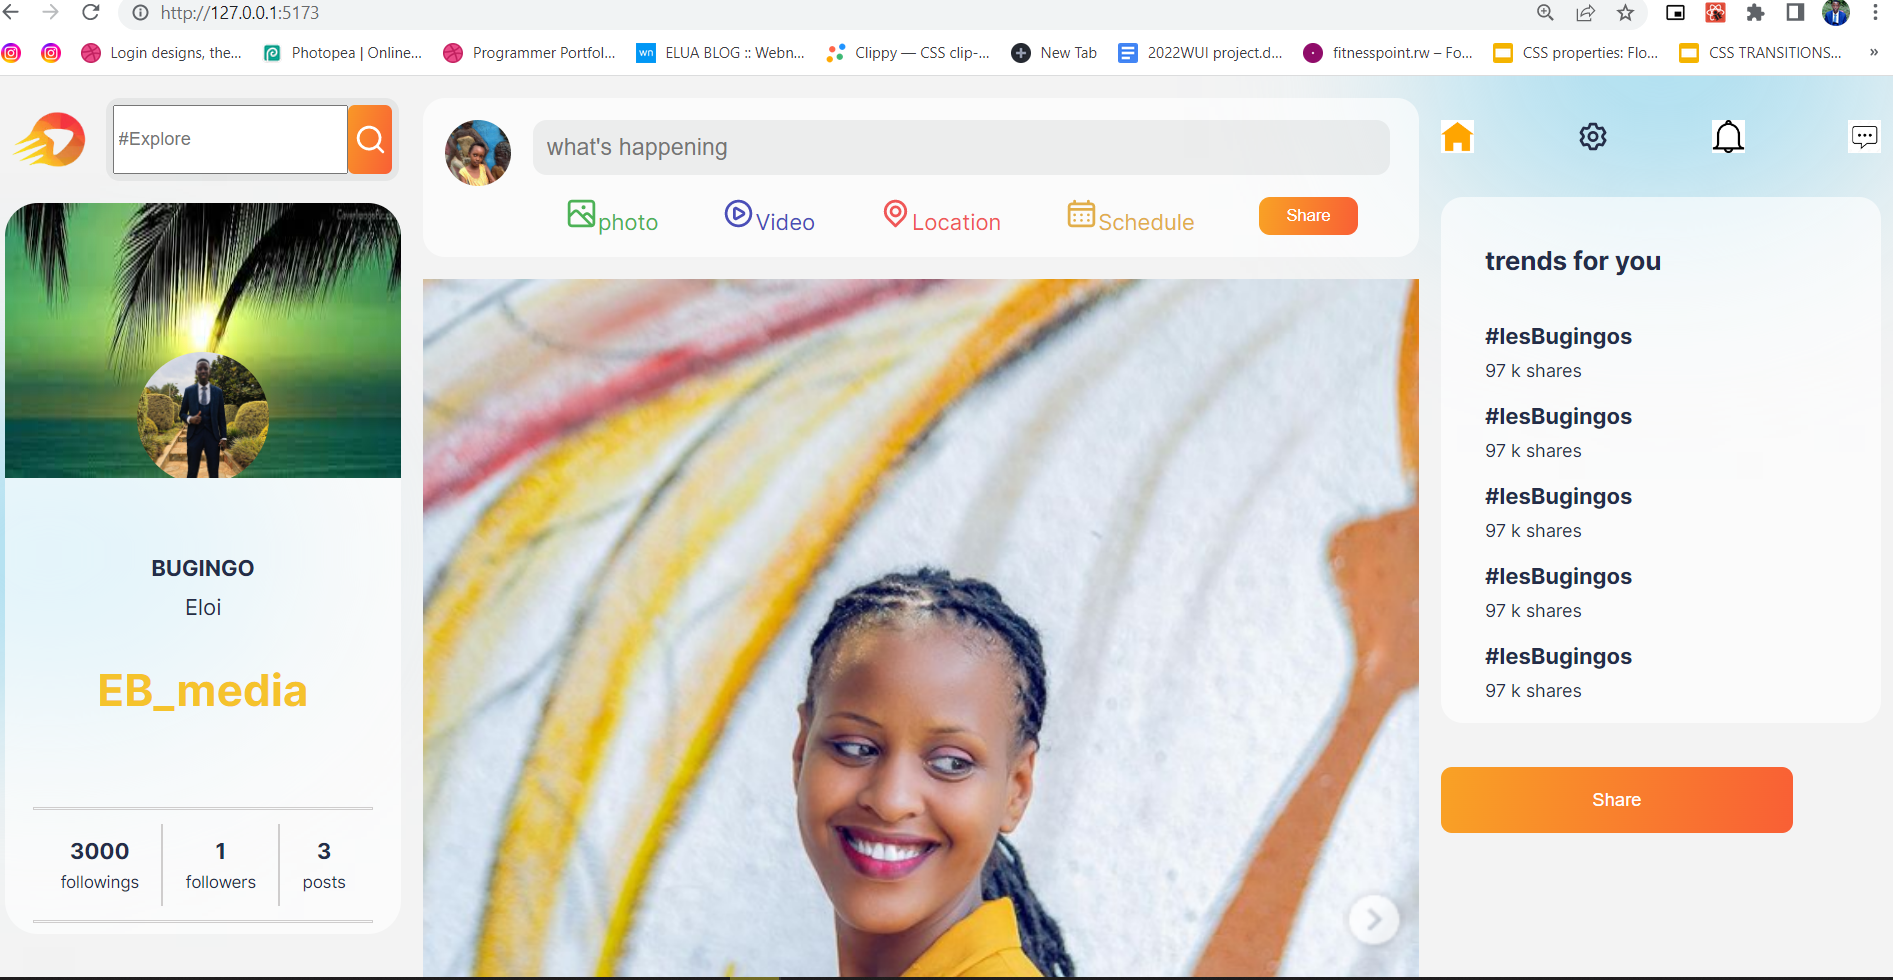 http://127.0.0.1:5173
Login designs, the...
Photopea | Online...
Programmer Portfol...
wn
ELUA BLOG :: Webn...
Clippy — CSS clip-...
New Tab
2022WUI project.d...
fitnesspoint.rw – Fo...
CSS properties: Flo...
CSS TRANSITIONS...
»
#Explore
what's happening
photo
Video
Location
Schedule
Share
BUGINGO
Eloi
EB_media
3000
followings
1
followers
3
posts
trends for you
#lesBugingos
97 k shares
#lesBugingos
97 k shares
#lesBugingos
97 k shares
#lesBugingos
97 k shares
#lesBugingos
97 k shares
Share